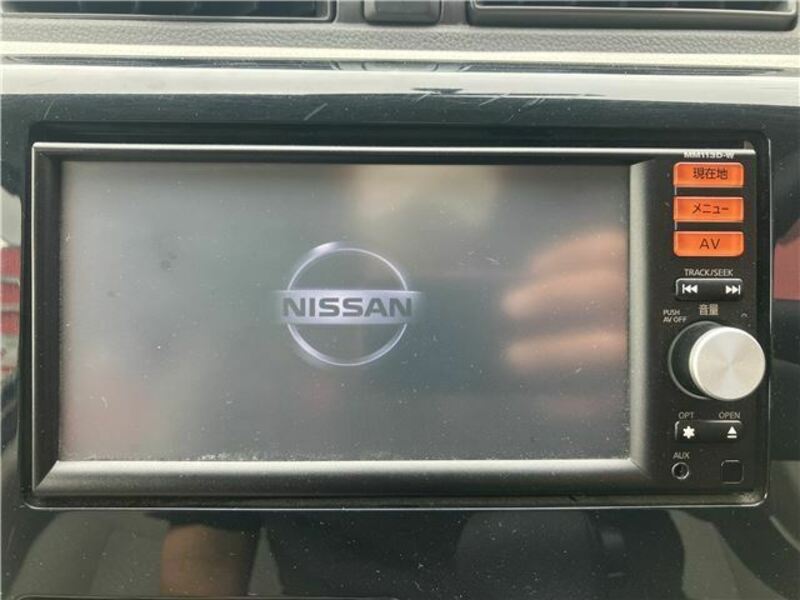 MM113D-W
現在地
メニュー
AV
TRACK/SEEK
NISSAN
音量
PUSH
AV OFF
OPT
OPEN
AUX